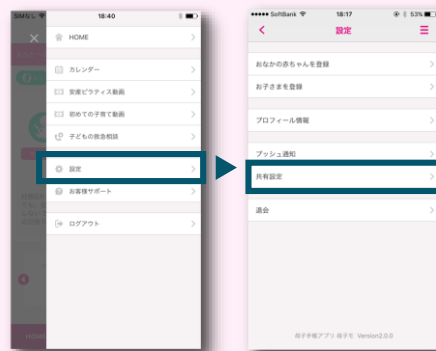 SIMなし 18:40
HOME
カレンダー
安産ピラティス動画
初めての子育て動画
子どもの救急相談
設定
お客様サポート
ログアウト
SoftBank 18:17 53%
設定
おなかの赤ちゃんを登録
お子さまを登録
プロフィール情報
プッシュ通知
共有設定
退会
母子手帳アプリ 母子モ Version2.0.0